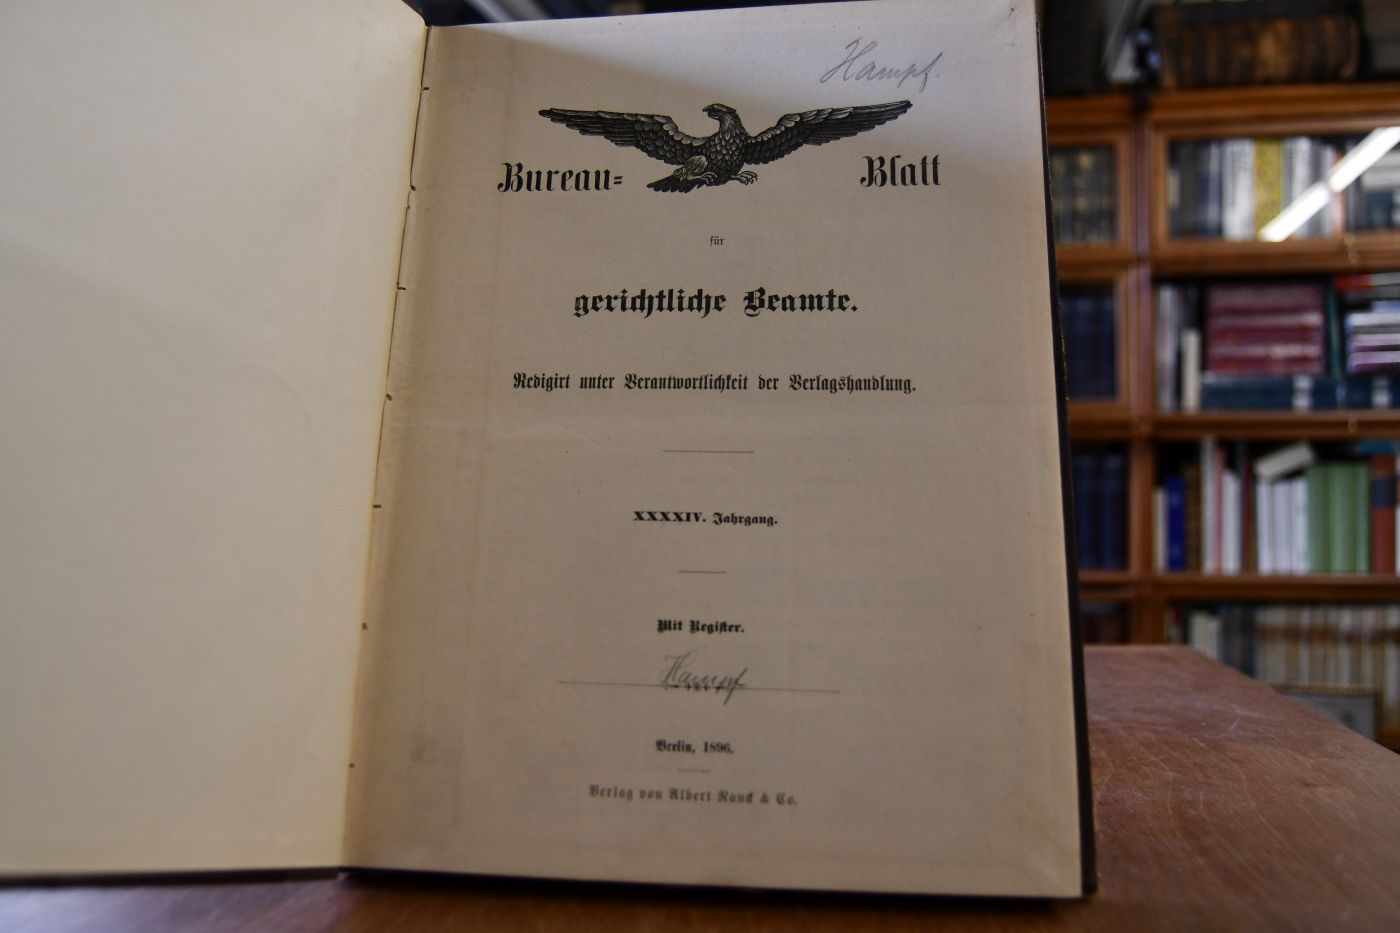 Hampf.
Bureau= Blatt
für
gerichtliche Beamte.
Redigirt unter Verantwortlichkeit der Verlagshandlung.
XXXXIV. Jahrgang.
Mit Register.
Hampf
Berlin, 1896.
Verlag von Albert Nauck & Co.